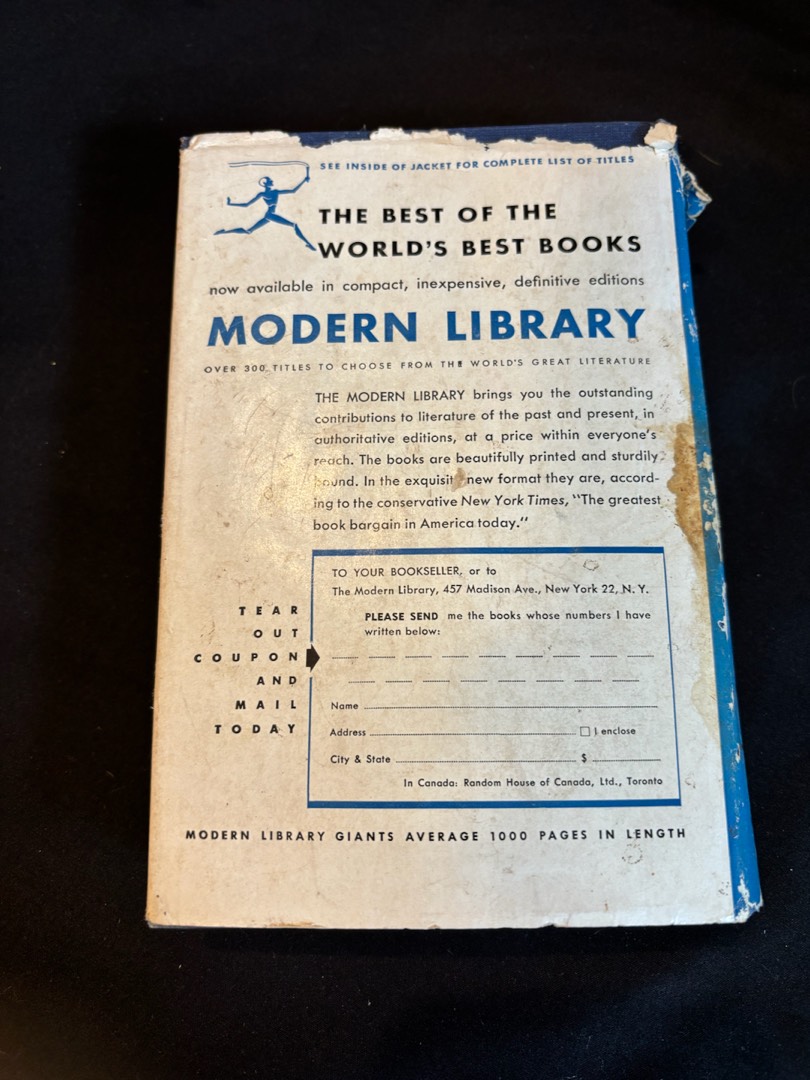 SEE INSIDE OF JACKET FOR COMPLETE LIST OF TITLES
THE BEST OF THE
WORLD'S BEST BOOKS
now available in compact, inexpensive, definitive editions
MODERN LIBRARY
OVER 300 TITLES TO CHOOSE FROM THE WORLD'S GREAT LITERATURE
THE MODERN LIBRARY brings you the outstanding
contributions to literature of the past and present, in
authoritative editions, at a price within everyone's
reach. The books are beautifully printed and sturdily
bound. In the exquisit new format they are, accord-
ing to the conservative New York Times, "The greatest
book bargain in America today."
TO YOUR BOOKSELLER, or to
The Modern Library, 457 Madison Ave., New York 22, N. Y.
PLEASE SEND me the books whose numbers I have
written below:
TEAR
OUT
COUPON
AND
MAIL
TODAY
Name
Address I enclose
City & State $
In Canada: Random House of Canada, Ltd., Toronto
MODERN LIBRARY GIANTS AVERAGE 1000 PAGES IN LENGTH